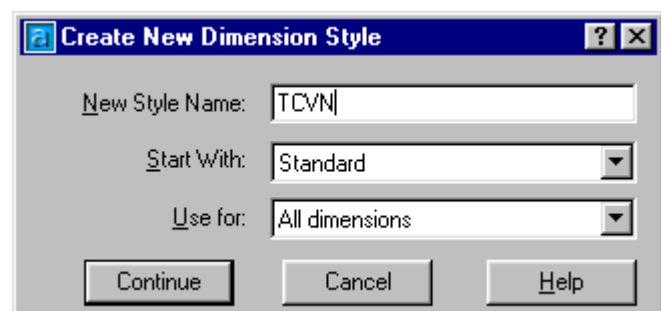 Create New Dimension Style
New Style Name: TCVN
Start With: Standard
Use for: All dimensions
Continue Cancel Help